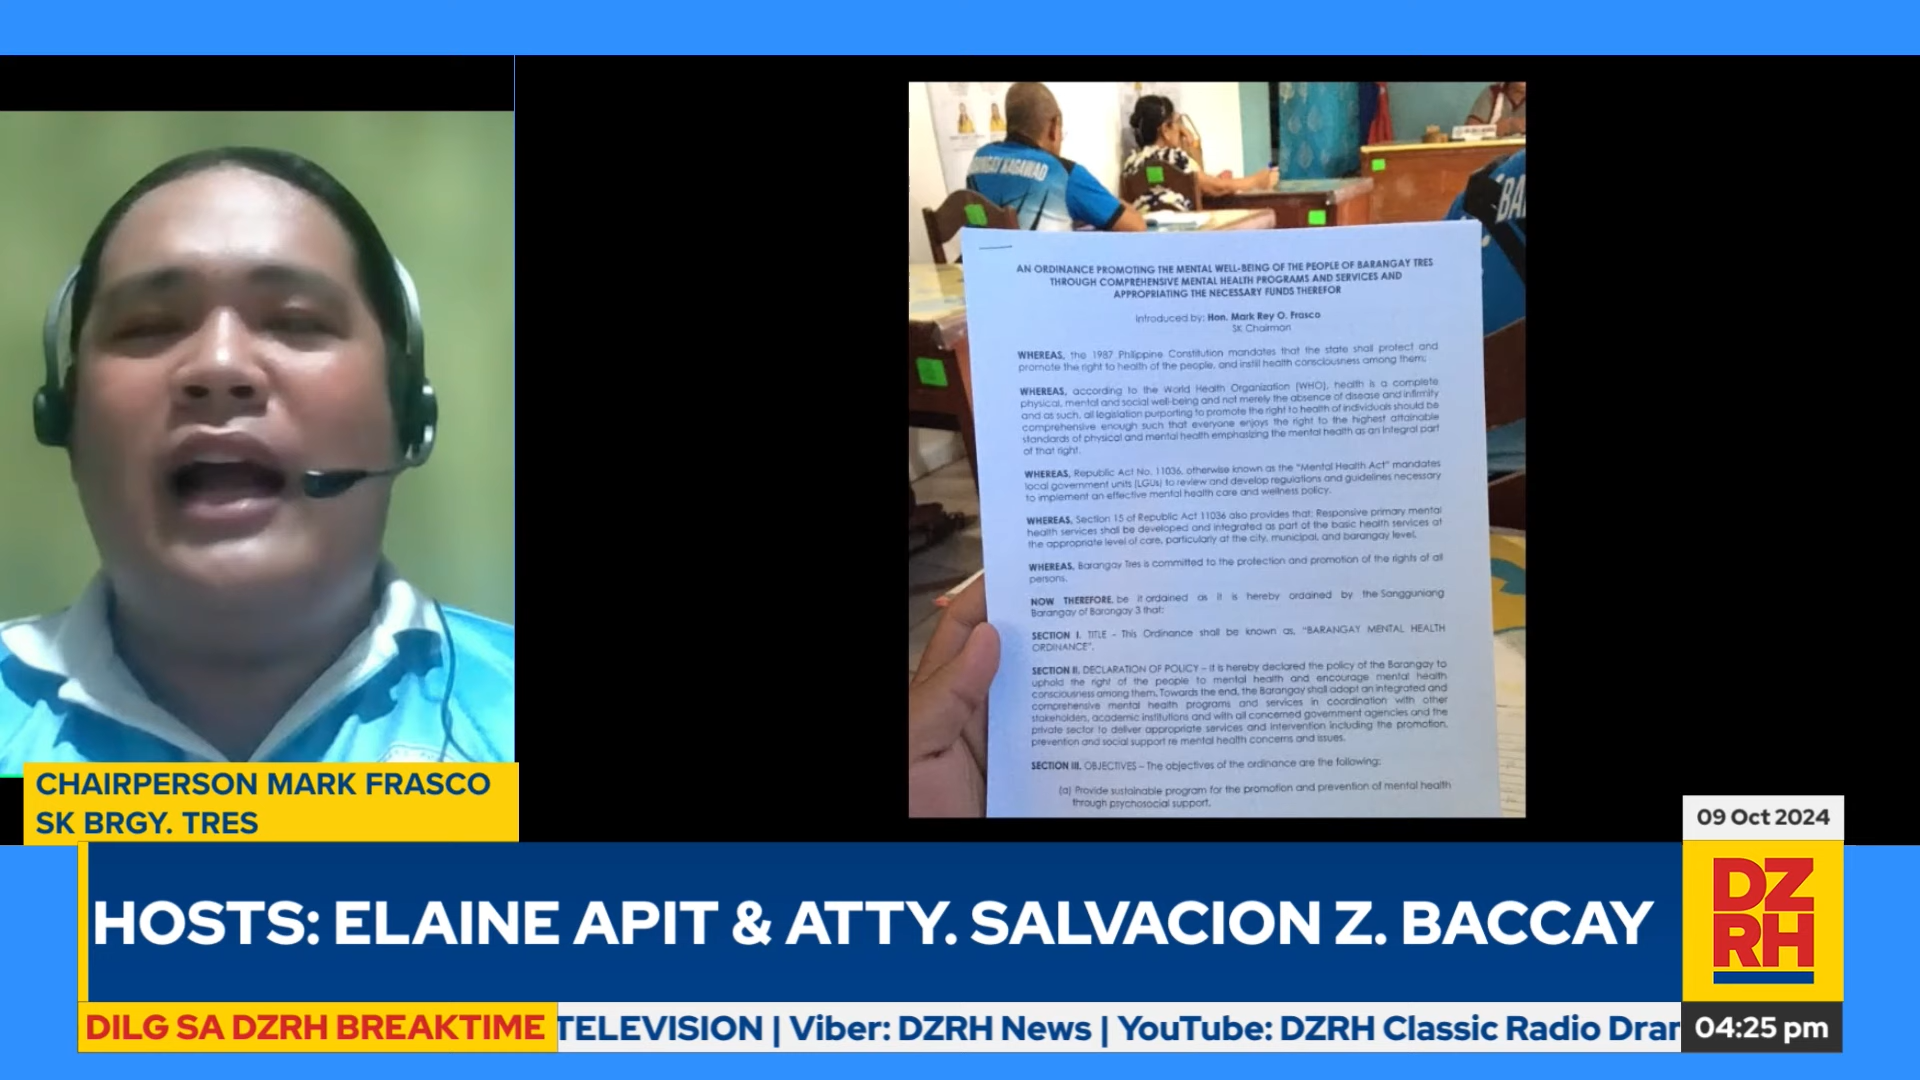 BARANGAY KAGAWAD
BA
AN ORDINANCE PROMOTING THE MENTAL WELL-BEING OF THE PEOPLE OF BARANGAY TRES
THROUGH COMPREHENSIVE MENTAL HEALTH PROGRAMS AND SERVICES AND
APPROPRIATING THE NECESSARY FUNDS THEREFOR
Introduced by: Hon. Mark Rey O. Frasco
SK Chairman
WHEREAS, the 1987 Philippine Constitution mandates that the state shall protect and
promote the right to health of the people, and instill health consciousness among them;
WHEREAS, according to the World Health Organization (WHO), health is a complete
physical, mental and social well-being and not merely the absence of disease and infirmity
and as such, all legislation purporting to promote the right to health of individuals should be
comprehensive enough such that everyone enjoys the right to the highest attainable
standards of physical and mental health emphasizing the mental health as an integral part
of that right.
WHEREAS, Republic Act No. 11036, otherwise known as the "Mental Health Act" mandates
local government units (LGUs) to review and develop regulations and guidelines necessary
to implement an effective mental health care and wellness policy.
WHEREAS, Section 15 of Republic Act 11036 also provides that: Responsive primary mental
health services shall be developed and integrated as part of the basic health services at
the appropriate level of care, particularly at the city, municipal, and barangay level.
WHEREAS, Barangay Tres is committed to the protection and promotion of the rights of all
persons.
NOW THEREFORE, be it ordained as it is hereby ordained by the Sangguniang
Barangay of Barangay 3 that:
SECTION I. TITLE – This Ordinance shall be known as, "BARANGAY MENTAL HEALTH
ORDINANCE".
SECTION II. DECLARATION OF POLICY – It is hereby declared the policy of the Barangay to
uphold the right of the people to mental health and encourage mental health
consciousness among them. Towards the end, the Barangay shall adopt an integrated and
comprehensive mental health programs and services in coordination with other
stakeholders, academic institutions and with all concerned government agencies and the
private sector to deliver appropriate services and intervention including the promotion,
prevention and social support re mental health concerns and issues.
SECTION III. OBJECTIVES – The objectives of the ordinance are the following:
(a) Provide sustainable program for the promotion and prevention of mental health
through psychosocial support.
CHAIRPERSON MARK FRASCO
SK BRGY. TRES
09 Oct 2024
HOSTS: ELAINE APIT & ATTY. SALVACION Z. BACCAY
DZ
RH
DILG SA DZRH BREAKTIME
TELEVISION | Viber: DZRH News | YouTube: DZRH Classic Radio Dra
04:25 pm